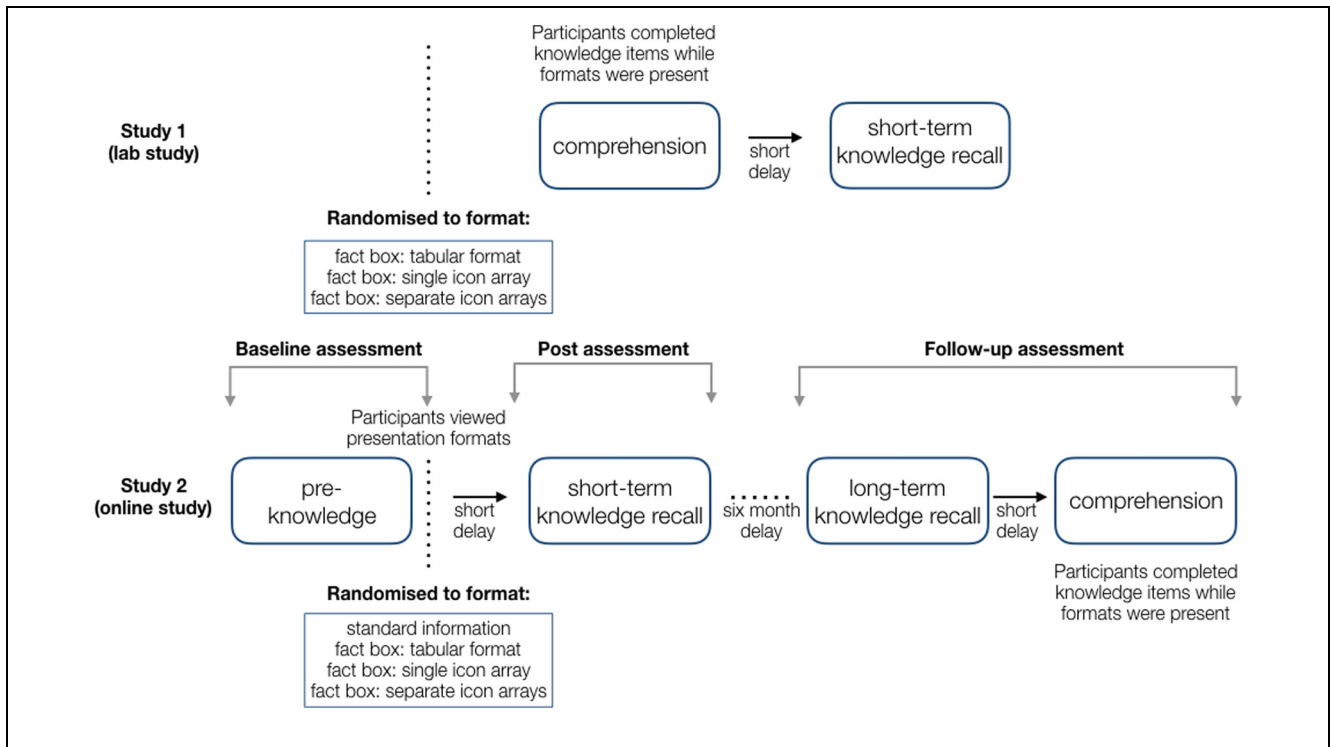 Participants completed
knowledge items while
formats were present
Study 1
(lab study)
comprehension
short
delay
short-term
knowledge recall
Randomised to format:
fact box: tabular format
fact box: single icon array
fact box: separate icon arrays
Baseline assessment
Post assessment
Follow-up assessment
Participants viewed
presentation formats
Study 2
(online study)
pre-
knowledge
short
delay
short-term
knowledge recall
six month
delay
long-term
knowledge recall
short
delay
comprehension
Participants completed
knowledge items while
formats were present
Randomised to format:
standard information
fact box: tabular format
fact box: single icon array
fact box: separate icon arrays